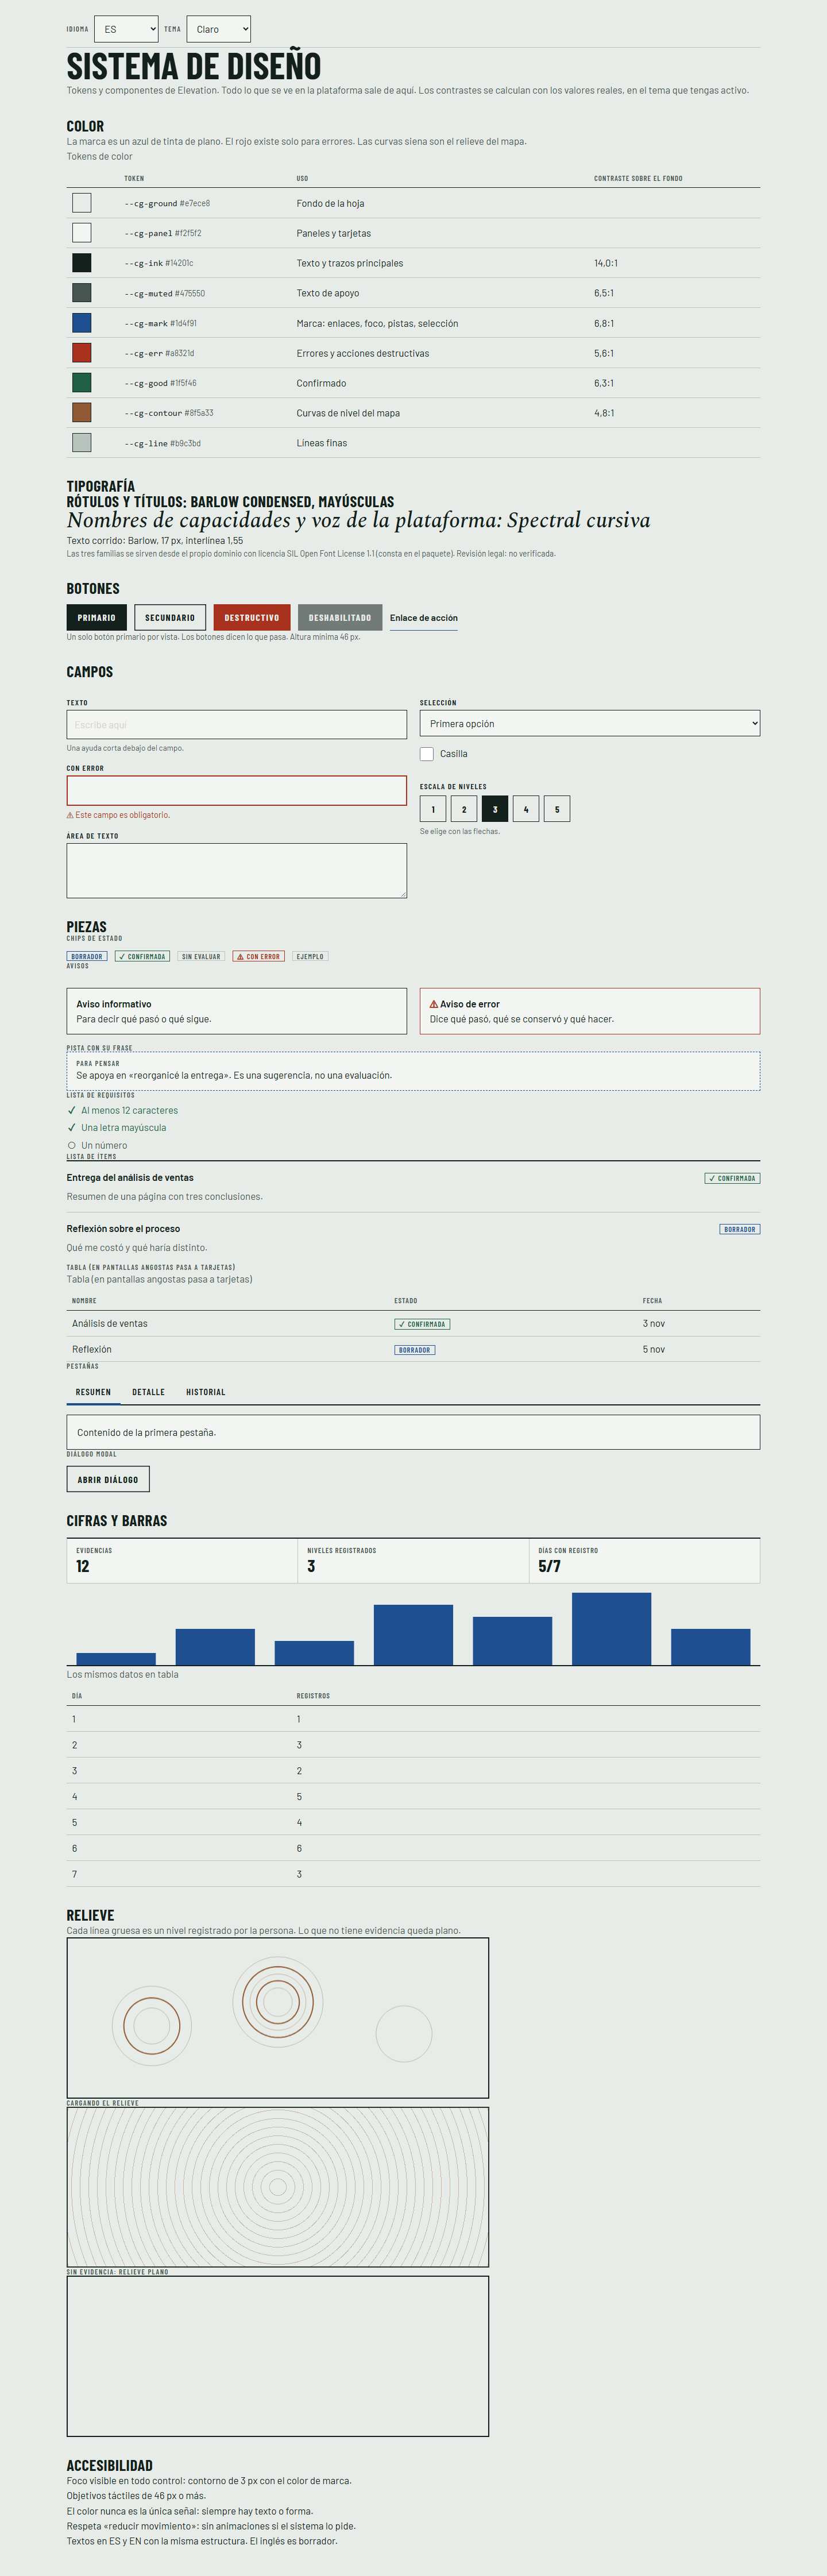 IDIOMA ES TEMA Claro
SISTEMA DE DISEÑO
Tokens y componentes de Elevation. Todo lo que se ve en la plataforma sale de aquí. Los contrastes se calculan con los valores reales, en el tema que tengas activo.
COLOR
La marca es un azul de tinta de plano. El rojo existe solo para errores. Las curvas siena son el relieve del mapa.
Tokens de color
TOKEN USO CONTRASTE SOBRE EL FONDO
--cg-ground #e7ece8 Fondo de la hoja
--cg-panel #f2f5f2 Paneles y tarjetas
--cg-ink #14201c Texto y trazos principales 14,0:1
--cg-muted #475550 Texto de apoyo 6,5:1
--cg-mark #1d4f91 Marca: enlaces, foco, pistas, selección 6,8:1
--cg-err #a8321d Errores y acciones destructivas 5,6:1
--cg-good #1f5f46 Confirmado 6,3:1
--cg-contour #8f5a33 Curvas de nivel del mapa 4,8:1
--cg-line #b9c3bd Líneas finas
TIPOGRAFÍA
RÓTULOS Y TÍTULOS: BARLOW CONDENSED, MAYÚSCULAS
Nombres de capacidades y voz de la plataforma: Spectral cursiva
Texto corrido: Barlow, 17 px, interlínea 1,55
Las tres familias se sirven desde el propio dominio con licencia SIL Open Font License 1.1 (consta en el paquete). Revisión legal: no verificada.
BOTONES
PRIMARIO SECUNDARIO DESTRUCTIVO DESHABILITADO Enlace de acción
Un solo botón primario por vista. Los botones dicen lo que pasa. Altura mínima 46 px.
CAMPOS
TEXTO
Escribe aquí
Una ayuda corta debajo del campo.
CON ERROR
⚠ Este campo es obligatorio.
ÁREA DE TEXTO
SELECCIÓN
Primera opción
Casilla
ESCALA DE NIVELES
1 2 3 4 5
Se elige con las flechas.
PIEZAS
CHIPS DE ESTADO
BORRADOR ✓ CONFIRMADA SIN EVALUAR ⚠ CON ERROR EJEMPLO
AVISOS
Aviso informativo
Para decir qué pasó o qué sigue.
⚠ Aviso de error
Dice qué pasó, qué se conservó y qué hacer.
PISTA CON SU FRASE
PARA PENSAR
Se apoya en «reorganicé la entrega». Es una sugerencia, no una evaluación.
LISTA DE REQUISITOS
✓ Al menos 12 caracteres
✓ Una letra mayúscula
○ Un número
LISTA DE ÍTEMS
Entrega del análisis de ventas ✓ CONFIRMADA
Resumen de una página con tres conclusiones.
Reflexión sobre el proceso BORRADOR
Qué me costó y qué haría distinto.
TABLA (EN PANTALLAS ANGOSTAS PASA A TARJETAS)
Tabla (en pantallas angostas pasa a tarjetas)
NOMBRE ESTADO FECHA
Análisis de ventas ✓ CONFIRMADA 3 nov
Reflexión BORRADOR 5 nov
PESTAÑAS
RESUMEN DETALLE HISTORIAL
Contenido de la primera pestaña.
DIÁLOGO MODAL
ABRIR DIÁLOGO
CIFRAS Y BARRAS
EVIDENCIAS NIVELES REGISTRADOS DÍAS CON REGISTRO
12 3 5/7
Los mismos datos en tabla
DÍA REGISTROS
1 1
2 3
3 2
4 5
5 4
6 6
7 3
RELIEVE
Cada línea gruesa es un nivel registrado por la persona. Lo que no tiene evidencia queda plano.
CARGANDO EL RELIEVE
SIN EVIDENCIA: RELIEVE PLANO
ACCESIBILIDAD
Foco visible en todo control: contorno de 3 px con el color de marca.
Objetivos táctiles de 46 px o más.
El color nunca es la única señal: siempre hay texto o forma.
Respeta «reducir movimiento»: sin animaciones si el sistema lo pide.
Textos en ES y EN con la misma estructura. El inglés es borrador.